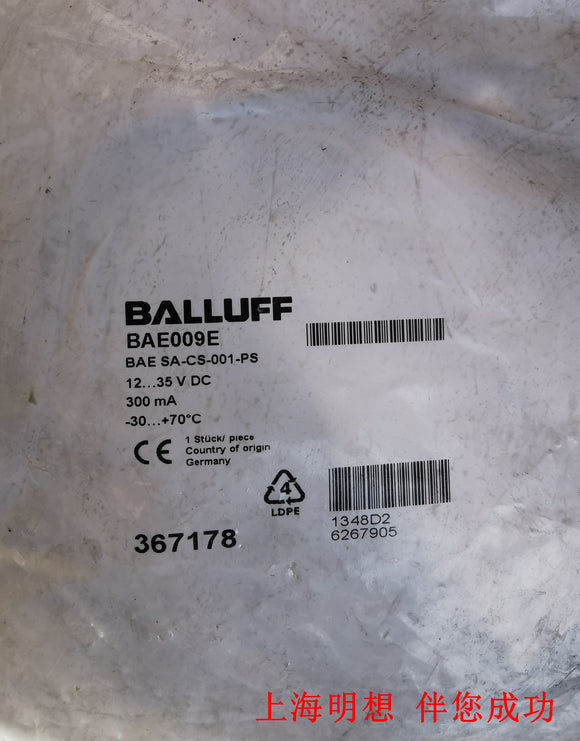 BALLUFF
BAE009E
BAE SA-CS-001-PS
12...35 V DC
300 mA
-30...+70°C
CE
1 Stück/ piece
Country of origin
Germany
4
LDPE
367178
1348D2
6267905
上海明想 伴您成功